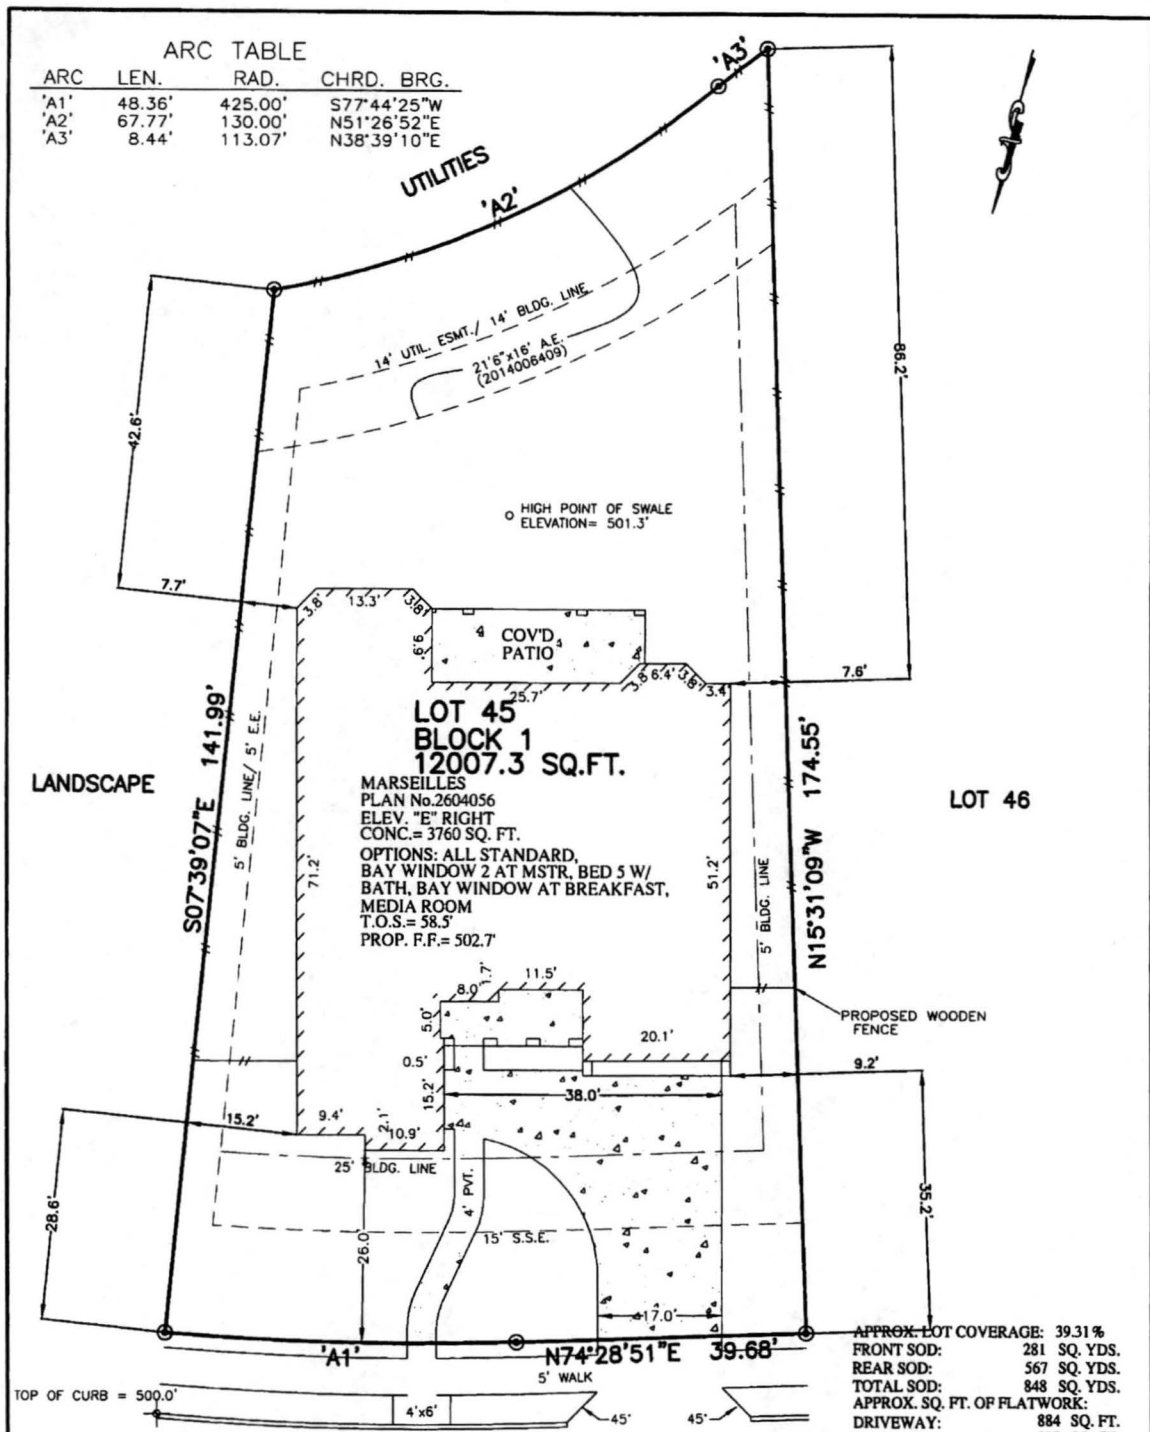 ARC TABLE
ARC LEN. RAD. CHRD. BRG.
'A1' 48.36' 425.00' S77°44'25"W
'A2' 67.77' 130.00' N51°26'52"E
'A3' 8.44' 113.07' N38°39'10"E
'A3'
UTILITIES
'A2'
14' UTIL. ESMT./ 14' BLDG. LINE
21'6"x16' A.E.
(2014006409)
86.2'
42.6'
HIGH POINT OF SWALE
ELEVATION= 501.3'
7.7'
3.8'
13.3'
3.8'
9.9'
COV'D
PATIO
25.7'
3.8'
6.4'
3.8'
3.4'
7.6'
LOT 45
BLOCK 1
12007.3 SQ.FT.
MARSEILLES
PLAN No.2604056
ELEV. "E" RIGHT
CONC.= 3760 SQ. FT.
OPTIONS: ALL STANDARD,
BAY WINDOW 2 AT MSTR, BED 5 W/
BATH, BAY WINDOW AT BREAKFAST,
MEDIA ROOM
T.O.S.= 58.5'
PROP. F.F.= 502.7'
LANDSCAPE
S07°39'07"E 141.99'
5' BLDG. LINE/ 5' E.E.
71.2'
51.2'
5' BLDG. LINE
N15°31'09"W 174.55'
LOT 46
8.0'
1.7'
11.5'
5.0'
0.5'
20.1'
PROPOSED WOODEN
FENCE
9.2'
15.2'
38.0'
15.2'
9.4'
2.1'
10.9'
25' BLDG. LINE
28.6'
26.0'
4' PVT.
15' S.S.E.
35.2'
17.0'
'A1'
N74°28'51"E 39.68'
5' WALK
TOP OF CURB = 500.0'
4'x6'
45'
45'
APPROX. LOT COVERAGE: 39.31%
FRONT SOD: 281 SQ. YDS.
REAR SOD: 567 SQ. YDS.
TOTAL SOD: 848 SQ. YDS.
APPROX. SQ. FT. OF FLATWORK:
DRIVEWAY: 884 SQ. FT.